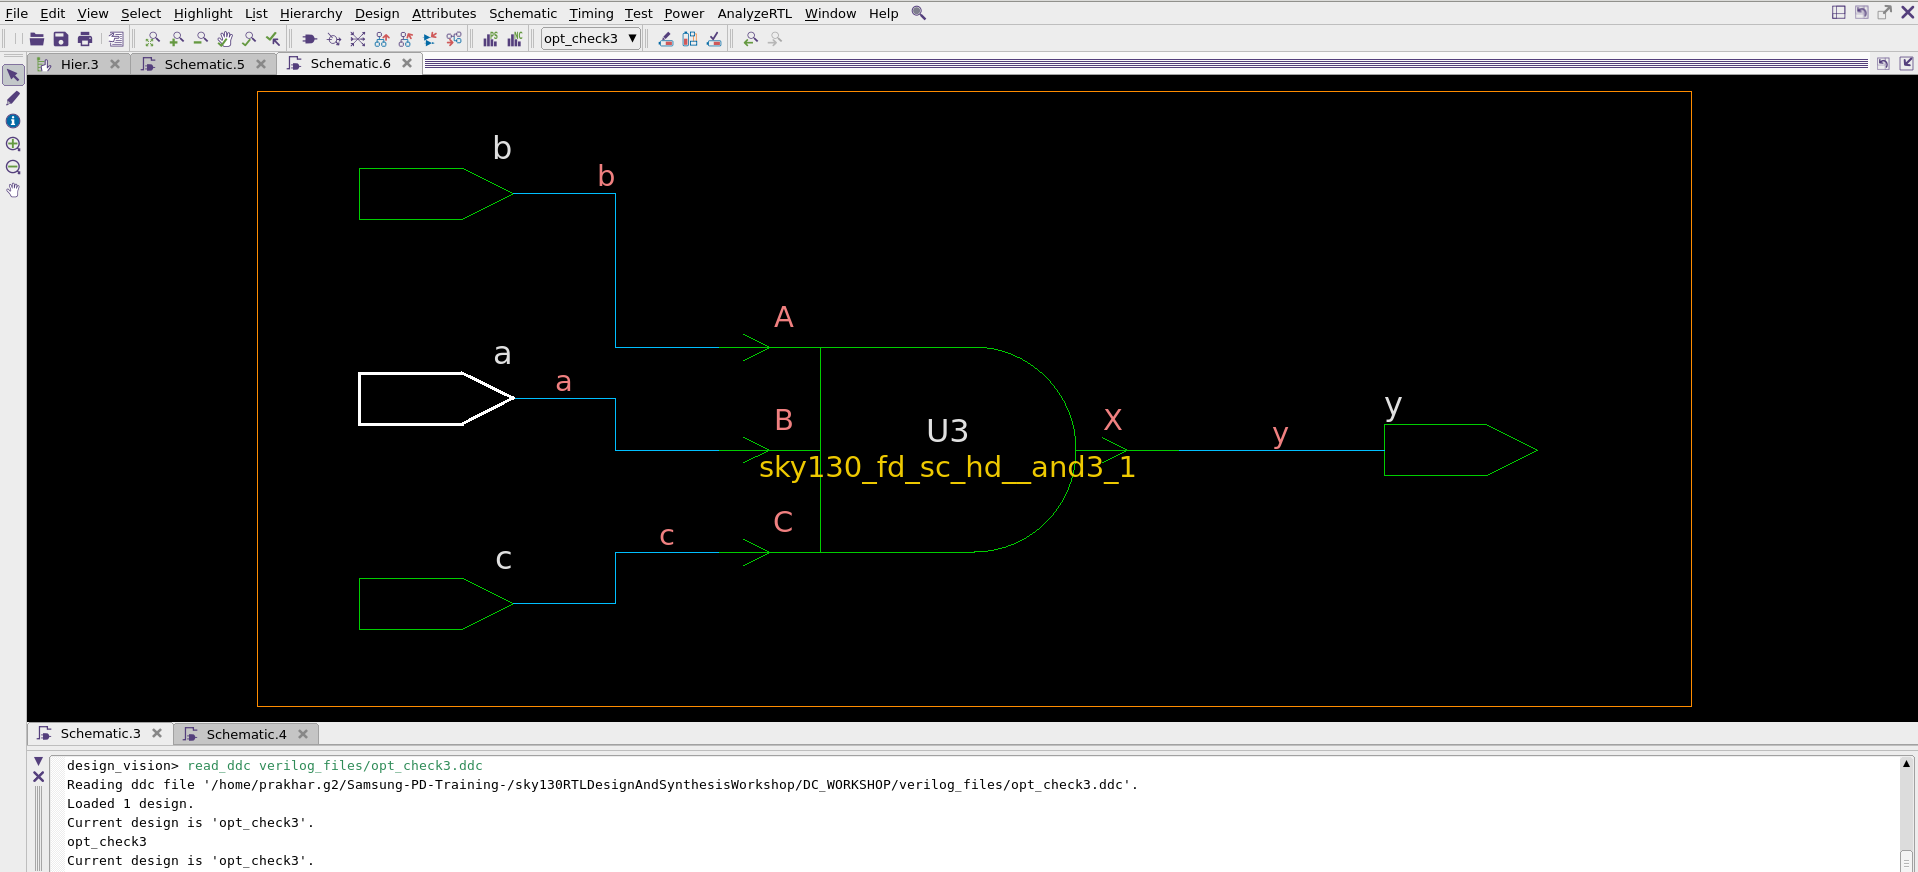 File Edit View Select Highlight List Hierarchy Design Attributes Schematic Timing Test Power AnalyzeRTL Window Help
opt_check3
Hier.3 Schematic.5 Schematic.6
b
b
A
a
a
B
U3
X
y
y
sky130_fd_sc_hd__and3_1
C
c
c
Schematic.3 Schematic.4
design_vision> read_ddc verilog_files/opt_check3.ddc
Reading ddc file '/home/prakhar.g2/Samsung-PD-Training-/sky130RTLDesignAndSynthesisWorkshop/DC_WORKSHOP/verilog_files/opt_check3.ddc'.
Loaded 1 design.
Current design is 'opt_check3'.
opt_check3
Current design is 'opt_check3'.